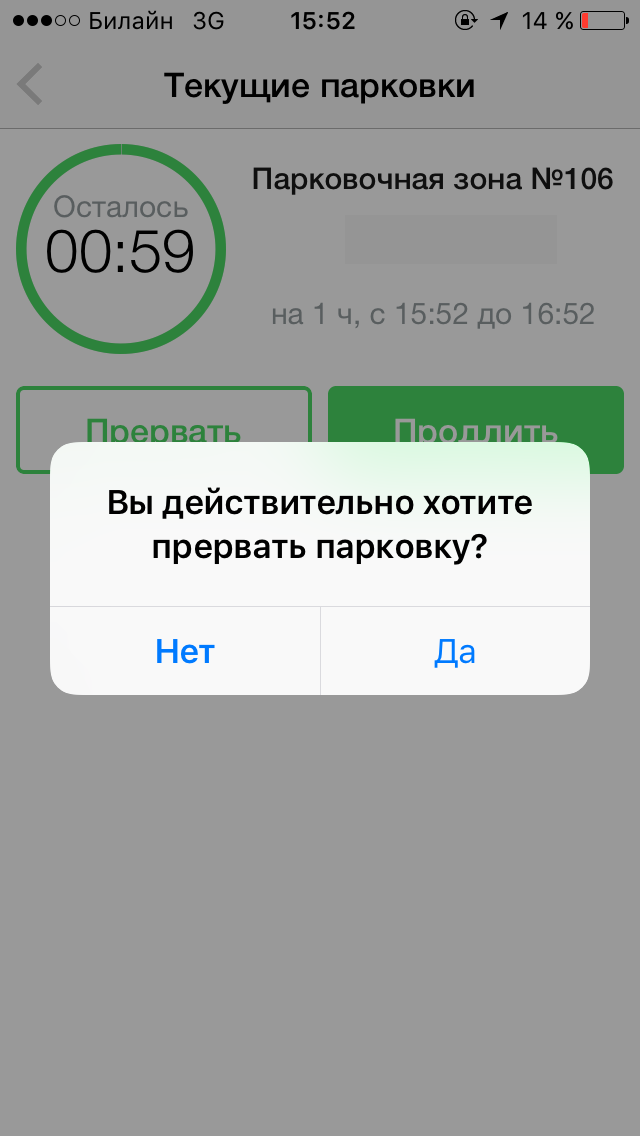 Билайн 3G 15:52 14 %
Текущие парковки
Осталось
00:59
Парковочная зона №106
на 1 ч, с 15:52 до 16:52
Прервать
Продлить
Вы действительно хотите
прервать парковку?
Нет
Да